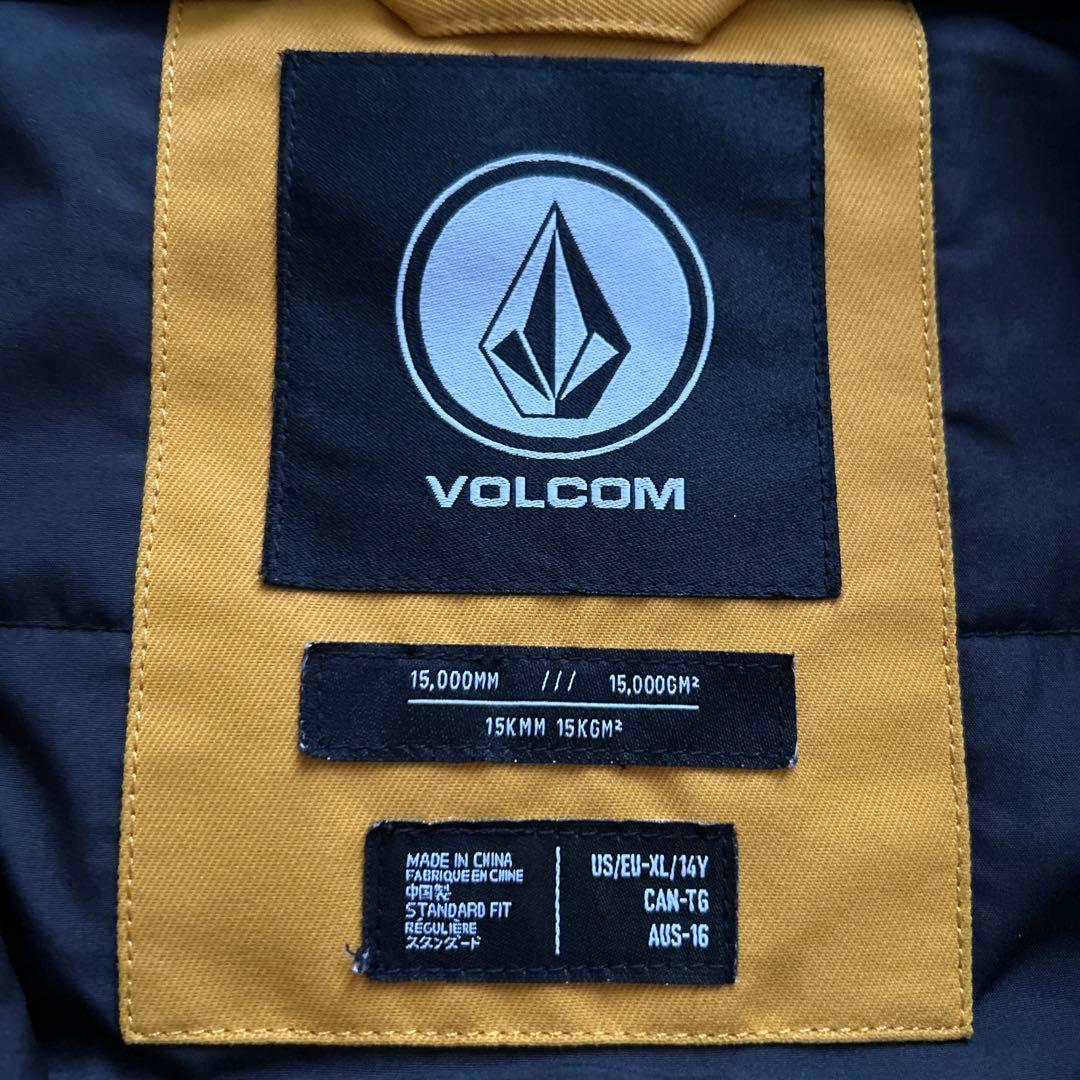 VOLCOM
15,000MM /// 15,000GM²
15KMM 15KGM²
MADE IN CHINA
FABRIQUE EN CHINE
中国製
STANDARD FIT
RÉGULIÈRE
スタンダード
US/EU-XL/14Y
CAN-TG
AUS-16